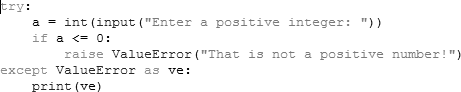 try:
    a = int(input("Enter a positive integer: "))
    if a <= 0:
        raise ValueError("That is not a positive number!")
except ValueError as ve:
    print(ve)